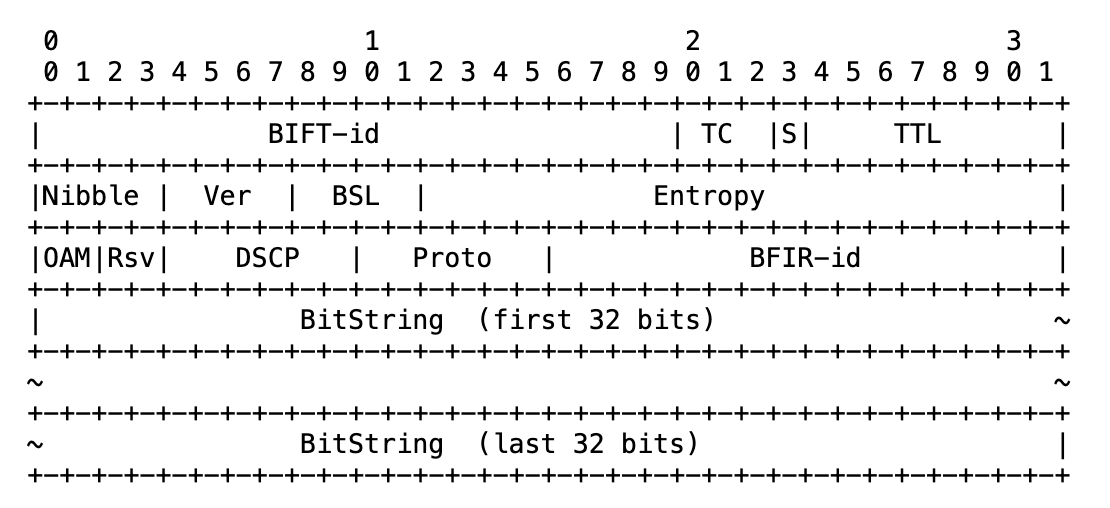 0                   1                   2                   3
 0 1 2 3 4 5 6 7 8 9 0 1 2 3 4 5 6 7 8 9 0 1 2 3 4 5 6 7 8 9 0 1
+-+-+-+-+-+-+-+-+-+-+-+-+-+-+-+-+-+-+-+-+-+-+-+-+-+-+-+-+-+-+-+-+
|              BIFT-id                  | TC  |S|     TTL       |
+-+-+-+-+-+-+-+-+-+-+-+-+-+-+-+-+-+-+-+-+-+-+-+-+-+-+-+-+-+-+-+-+
|Nibble |  Ver  |  BSL  |              Entropy                  |
+-+-+-+-+-+-+-+-+-+-+-+-+-+-+-+-+-+-+-+-+-+-+-+-+-+-+-+-+-+-+-+-+
|OAM|Rsv|    DSCP   |   Proto   |            BFIR-id            |
+-+-+-+-+-+-+-+-+-+-+-+-+-+-+-+-+-+-+-+-+-+-+-+-+-+-+-+-+-+-+-+-+
|                BitString  (first 32 bits)                     ~
+-+-+-+-+-+-+-+-+-+-+-+-+-+-+-+-+-+-+-+-+-+-+-+-+-+-+-+-+-+-+-+-+
~                                                               ~
+-+-+-+-+-+-+-+-+-+-+-+-+-+-+-+-+-+-+-+-+-+-+-+-+-+-+-+-+-+-+-+-+
~                BitString  (last 32 bits)                      |
+-+-+-+-+-+-+-+-+-+-+-+-+-+-+-+-+-+-+-+-+-+-+-+-+-+-+-+-+-+-+-+-+